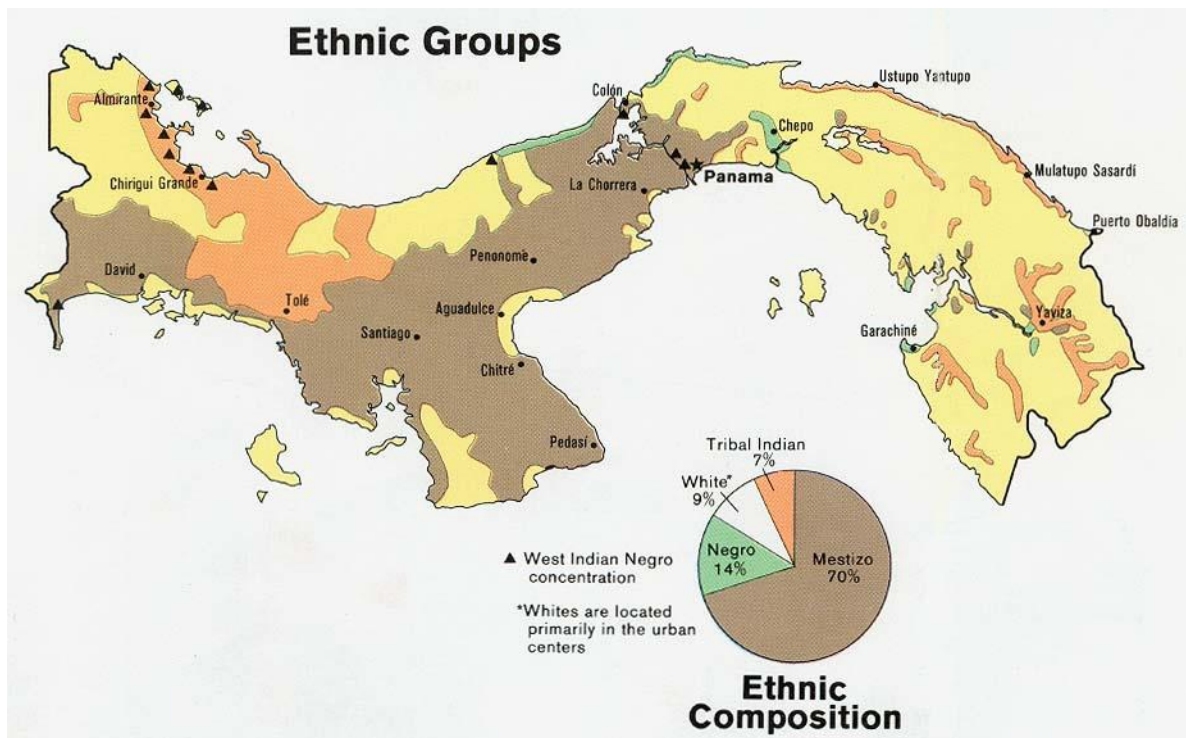 Ethnic Groups
Almirante
Chiriquí Grande
David
Tolé
Santiago
Aguadulce
Chitré
Pedasí
Penonomé
La Chorrera
Colón
Panama
Chepo
Ustupo Yantupo
Mulatupo Sasardí
Puerto Obaldía
Yaviza
Garachiné
Tribal Indian
7%
White*
9%
Negro
14%
Mestizo
70%
▲ West Indian Negro
concentration
*Whites are located
primarily in the urban
centers
Ethnic
Composition